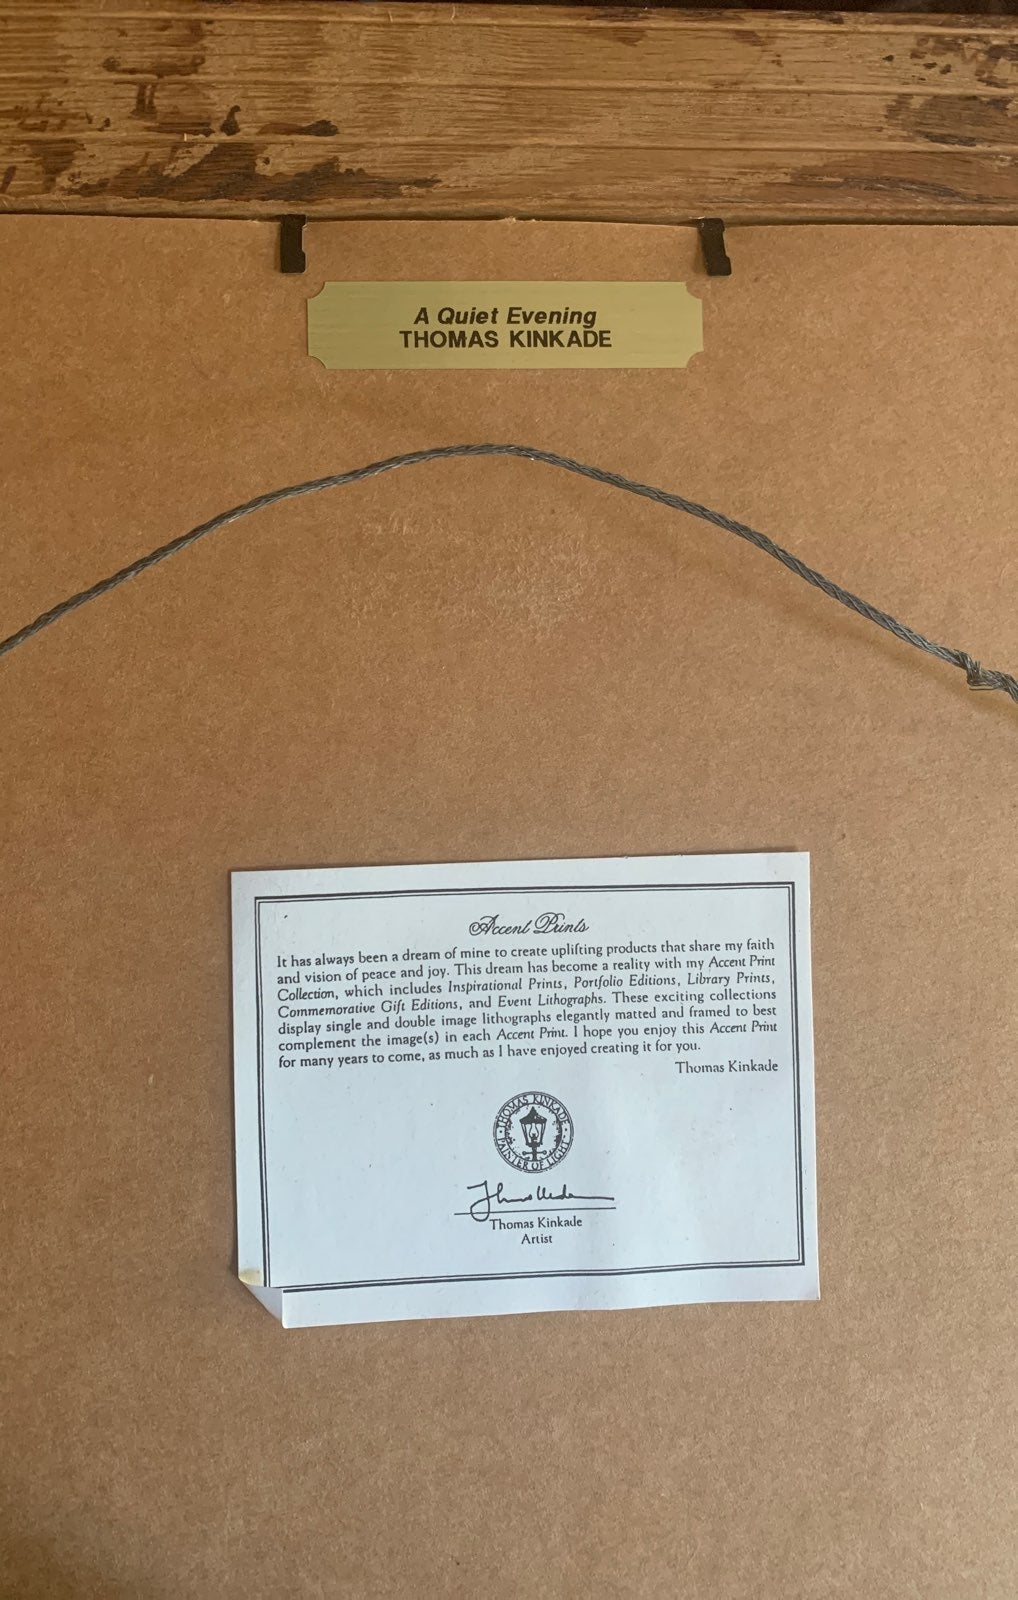 A Quiet Evening
THOMAS KINKADE
Accent Prints
It has always been a dream of mine to create uplifting products that share my faith
and vision of peace and joy. This dream has become a reality with my Accent Print
Collection, which includes Inspirational Prints, Portfolio Editions, Library Prints,
Commemorative Gift Editions, and Event Lithographs. These exciting collections
display single and double image lithographs elegantly matted and framed to best
complement the image(s) in each Accent Print. I hope you enjoy this Accent Print
for many years to come, as much as I have enjoyed creating it for you.
Thomas Kinkade
THOMAS KINKADE
PAINTER OF LIGHT
Thomas Kinkade
Artist